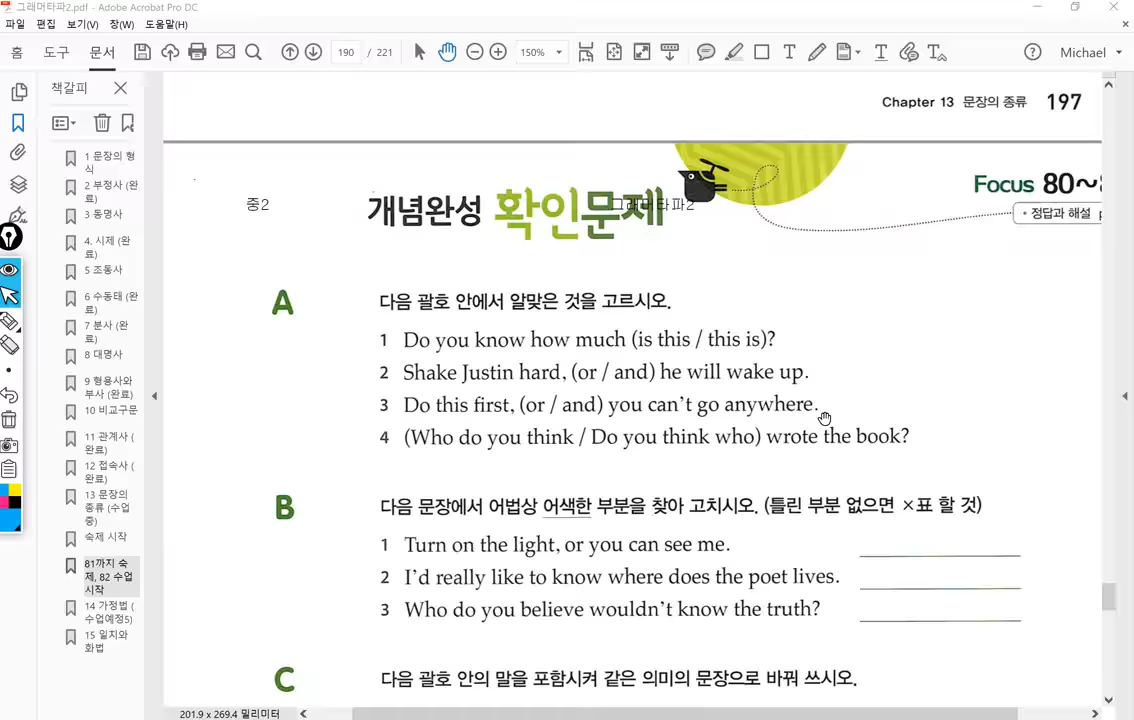 그래머타파2.pdf - Adobe Acrobat Pro DC
파일 편집 보기(V) 창(W) 도움말(H)
홈 도구 문서 190 / 221 150% Michael
책갈피
1 문장의 형식
2 부정사 (완료)
3 동명사
4. 시제 (완료)
5 조동사
6 수동태 (완료)
7 분사 (완료)
8 대명사
9 형용사와 부사 (완료)
10 비교구문
11 관계사 (완료)
12 접속사 (완료)
13 문장의 종류 (수업중)
숙제 시작
81까지 숙제, 82 수업 시작
14 가정법 (수업예정5)
15 일치와 화법
Chapter 13 문장의 종류 197
중2
개념완성 확인문제
그래머타파2
Focus 80~
• 정답과 해설 p
A 다음 괄호 안에서 알맞은 것을 고르시오.
1 Do you know how much (is this / this is)?
2 Shake Justin hard, (or / and) he will wake up.
3 Do this first, (or / and) you can't go anywhere.
4 (Who do you think / Do you think who) wrote the book?
B 다음 문장에서 어법상 어색한 부분을 찾아 고치시오. (틀린 부분 없으면 ×표 할 것)
1 Turn on the light, or you can see me.
2 I'd really like to know where does the poet lives.
3 Who do you believe wouldn't know the truth?
C 다음 괄호 안의 말을 포함시켜 같은 의미의 문장으로 바꿔 쓰시오.
201.9 x 269.4 밀리미터